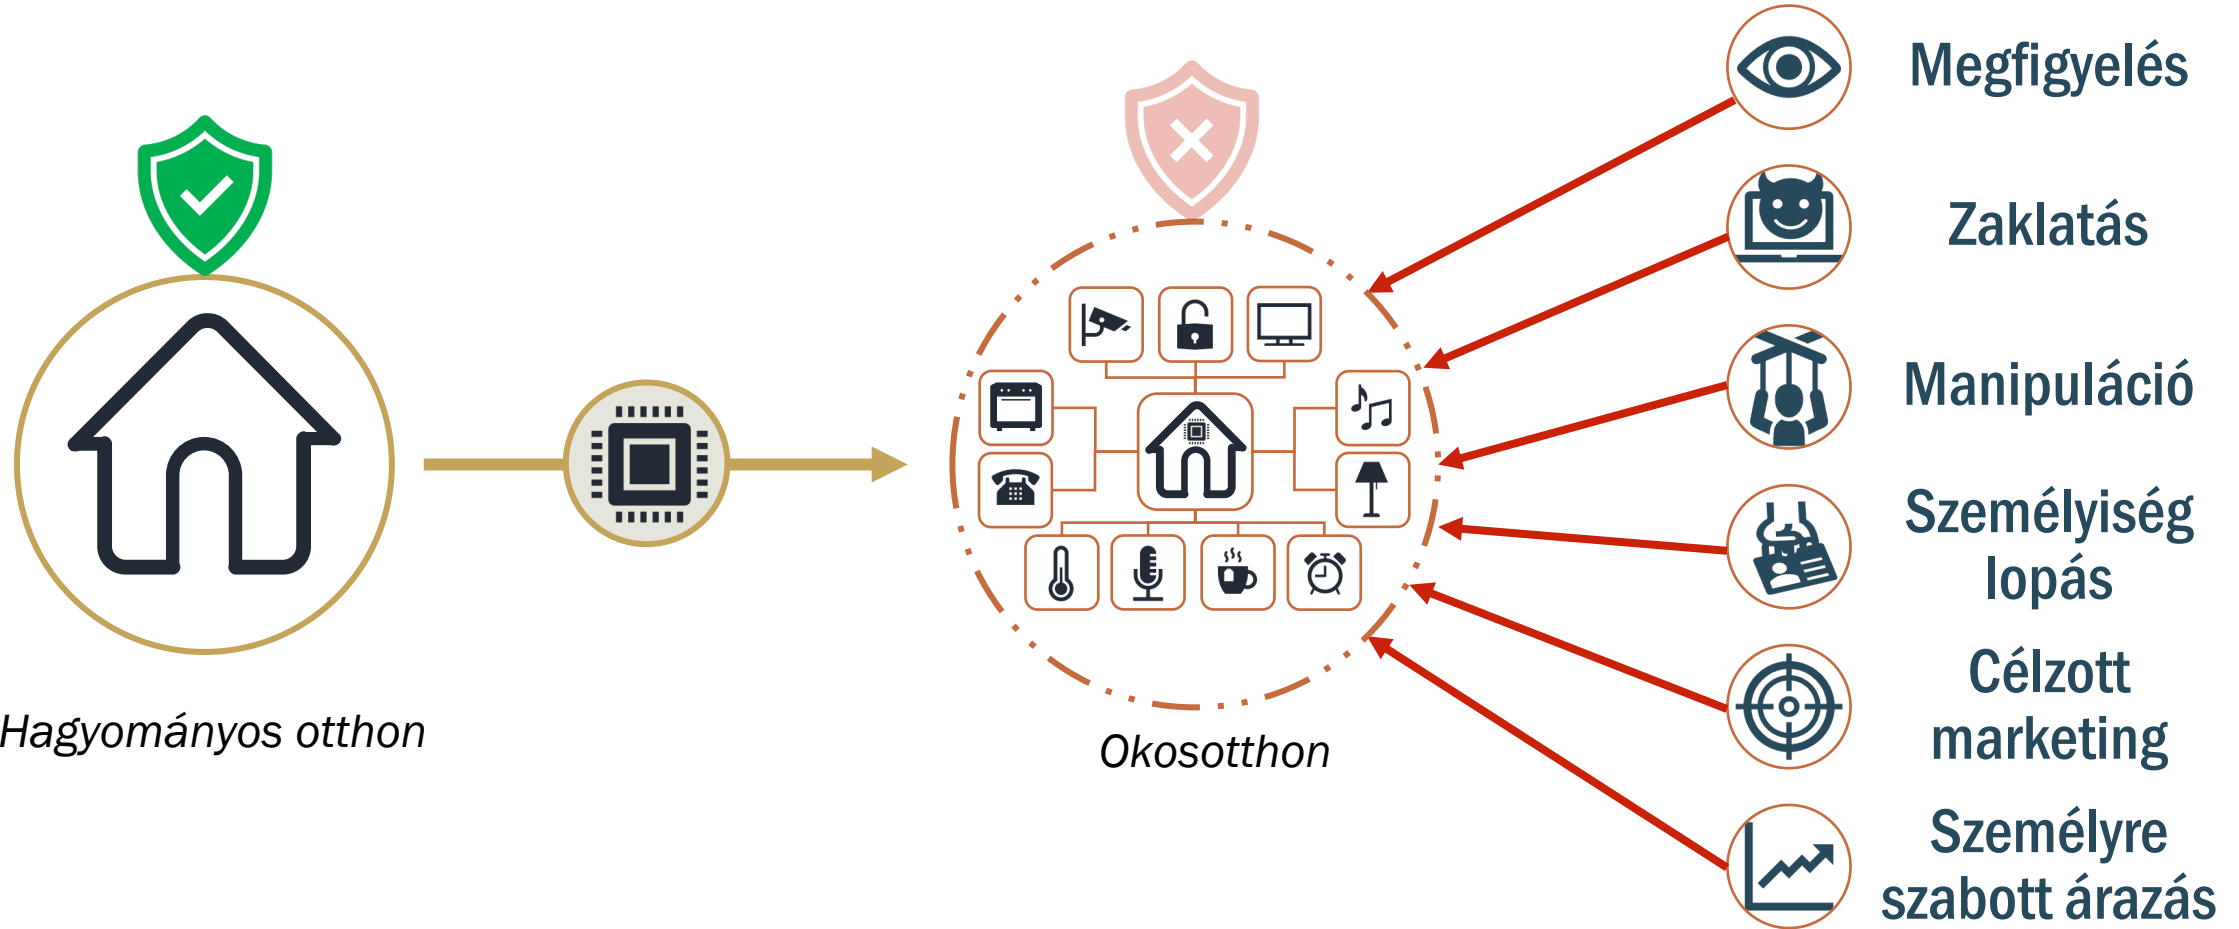 Hagyományos otthon
Okosotthon
Megfigyelés
Zaklatás
Manipuláció
Személyiség
lopás
Célzott
marketing
Személyre
szabott árazás